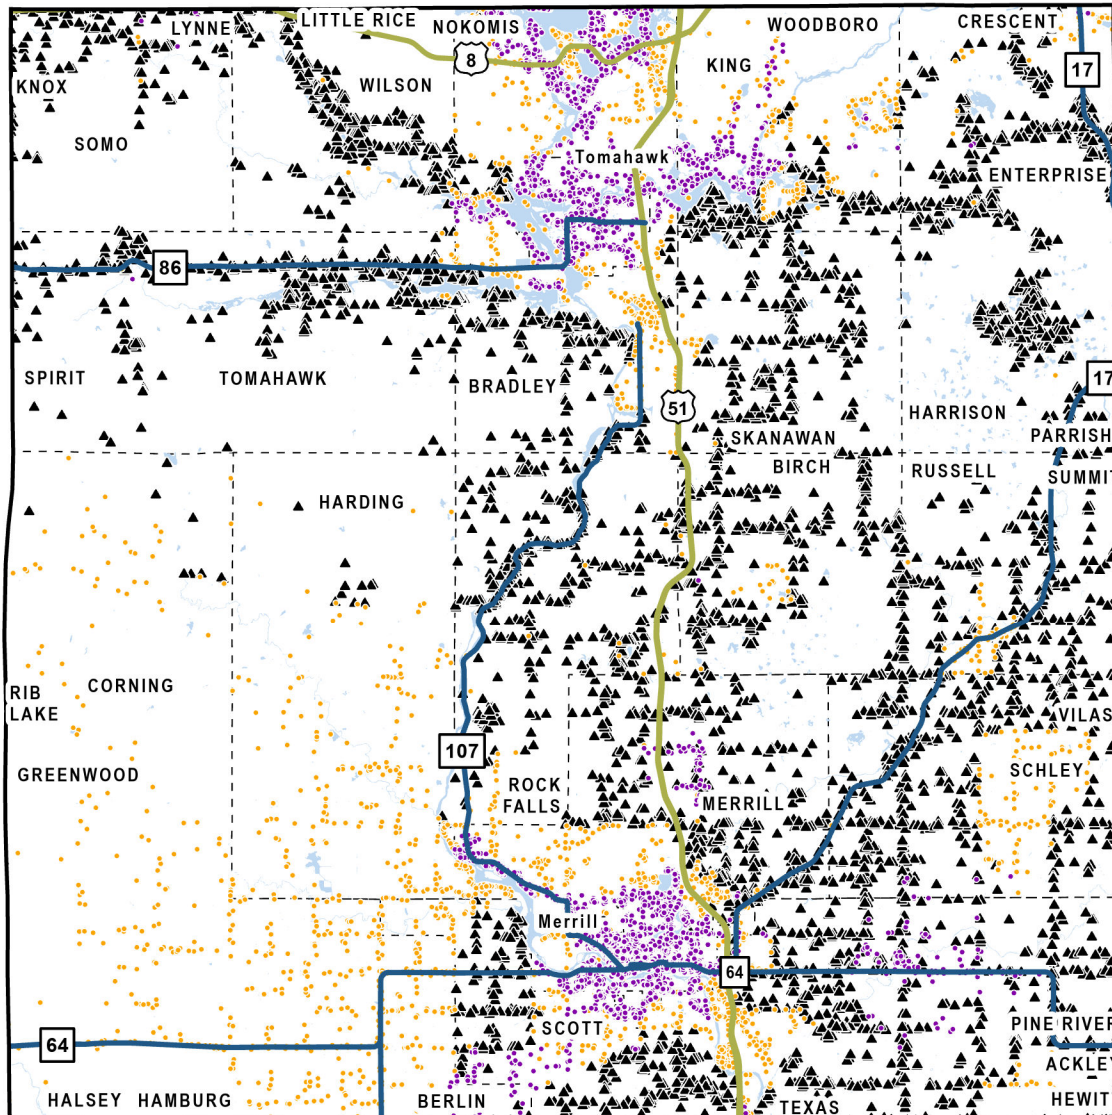 LYNNE
LITTLE RICE
NOKOMIS
WOODBORO
CRESCENT
8
KING
17
KNOX
WILSON
SOMO
Tomahawk
ENTERPRISE
86
SPIRIT
TOMAHAWK
BRADLEY
17
51
HARRISON
SKANAWAN
PARRISH
BIRCH
RUSSELL
SUMMIT
HARDING
CORNING
RIB
LAKE
VILAS
107
GREENWOOD
ROCK
FALLS
SCHLEY
MERRILL
Merrill
64
SCOTT
PINE RIVER
64
ACKLEY
HALSEY
HAMBURG
BERLIN
TEXAS
HEWIT